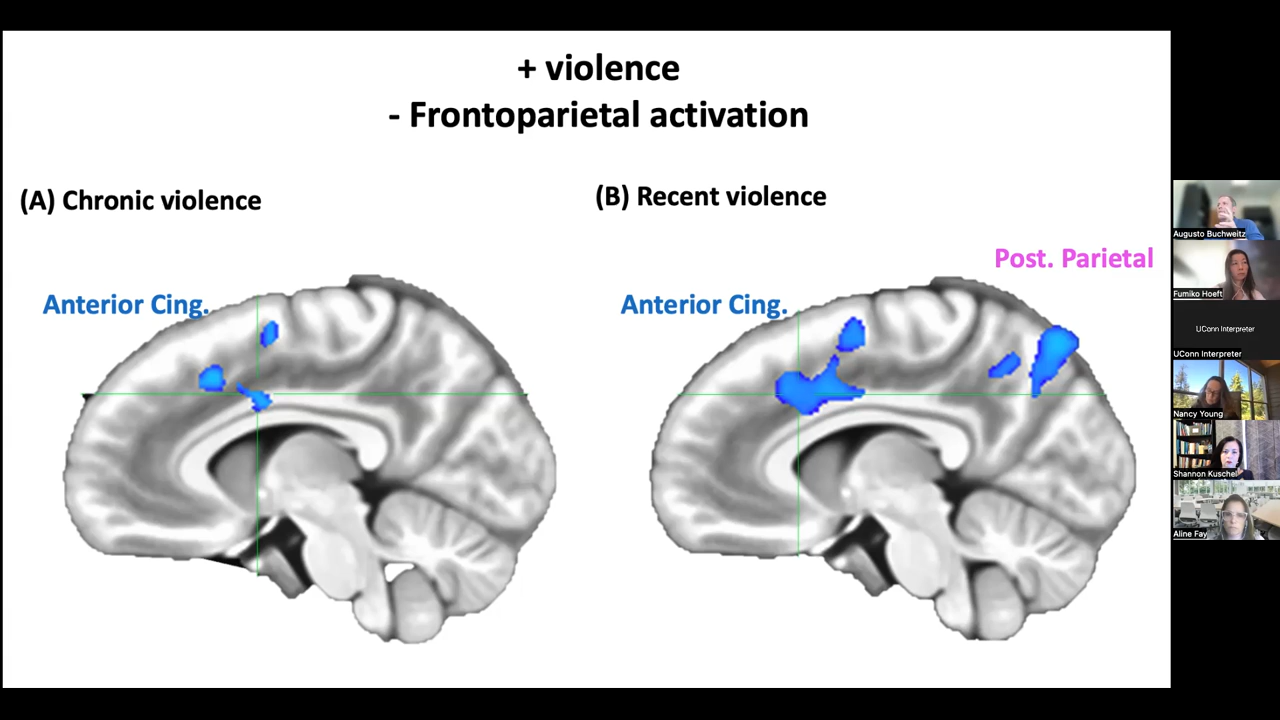 + violence
- Frontoparietal activation
(A) Chronic violence
(B) Recent violence
Post. Parietal
Anterior Cing.
Anterior Cing.
Augusto Buchweitz
Fumiko Hoeft
UConn Interpreter
UConn Interpreter
Nancy Young
Shannon Kuschel
Aline Fay